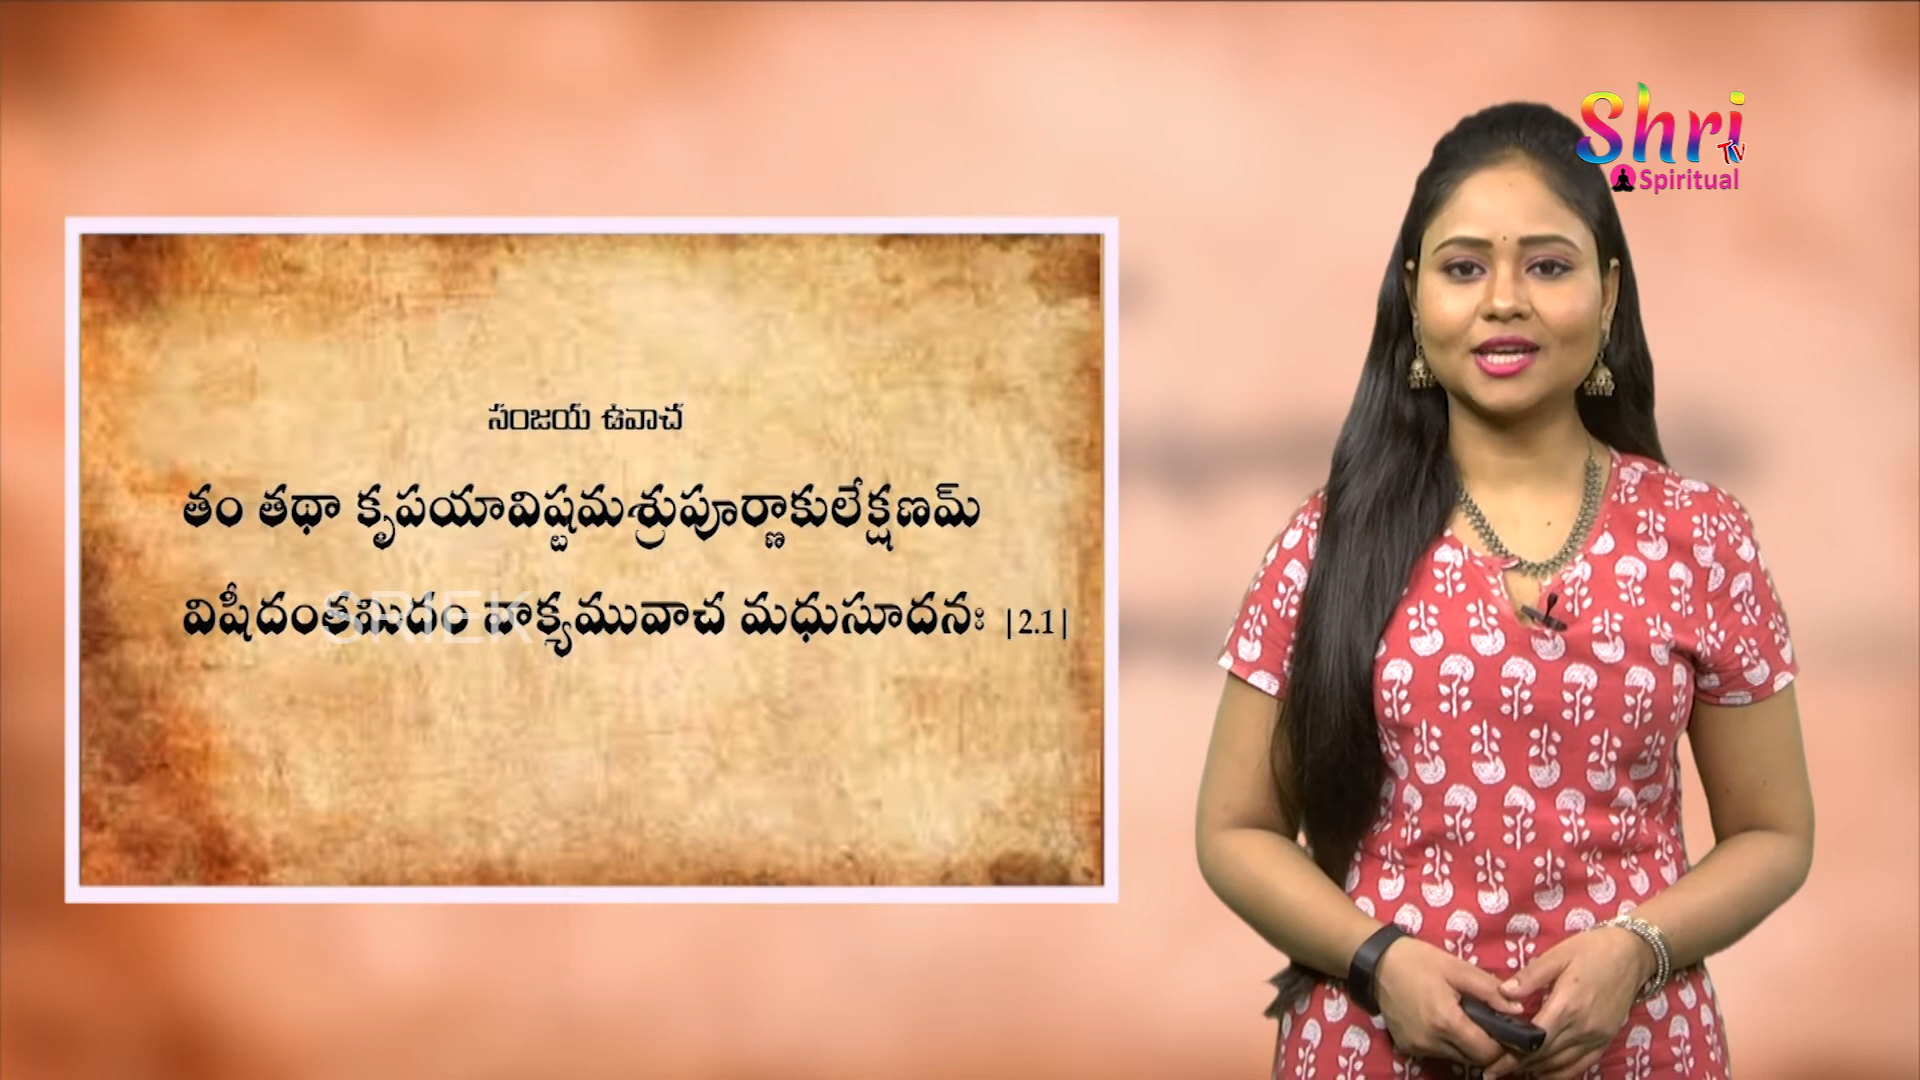 Shri
TV
Spiritual
సంజయ ఉవాచ
తం తథా కృపయావిష్టమశ్రుపూర్ణాకులేక్షణమ్
విషీదంతమిదం వాక్యమువాచ మధుసూదనః |2.1|